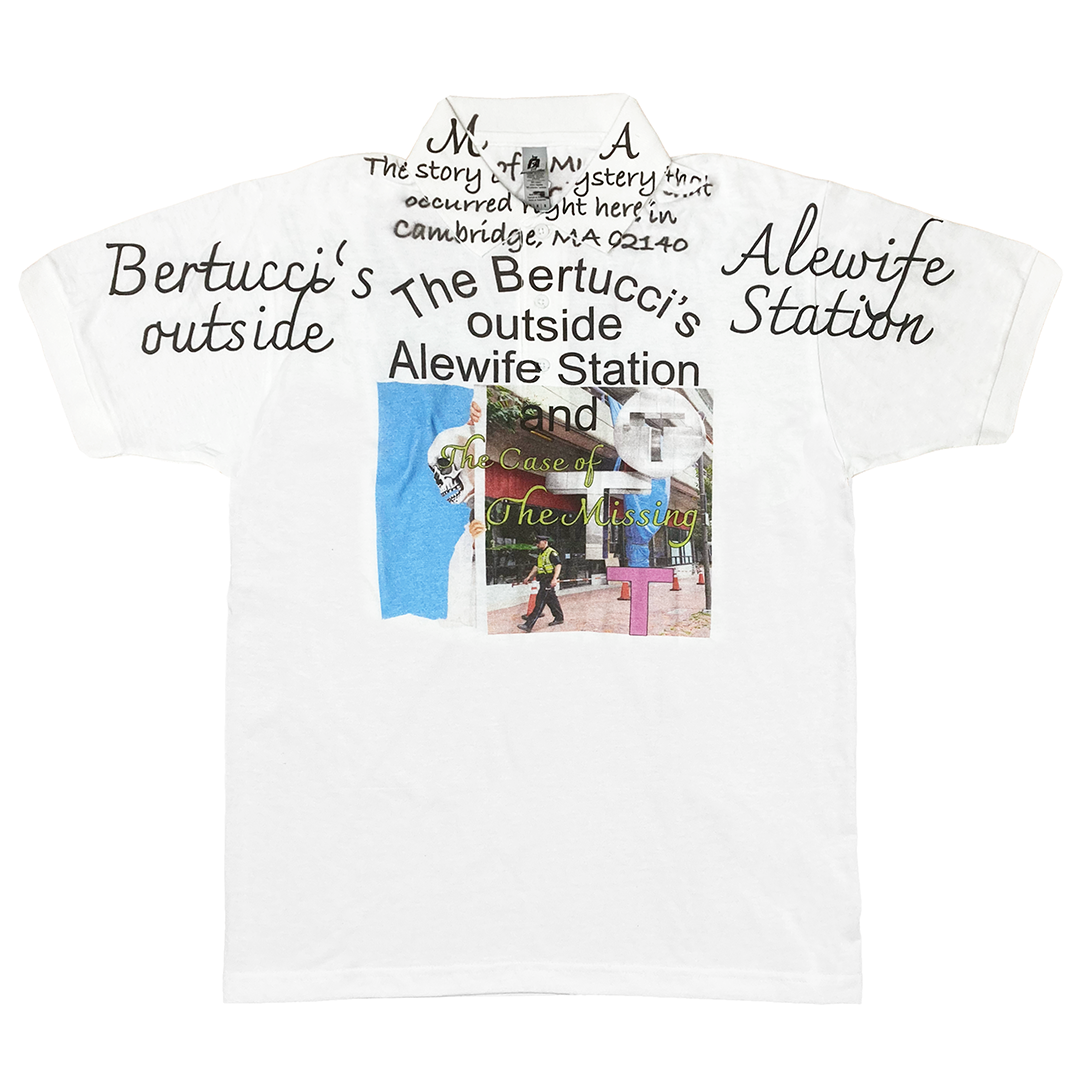 M A
The story of Mystery that
occurred right here in
Cambridge, MA 02140
Bertucci's
outside
Alewife
Station
The Bertucci's
outside
Alewife Station
and
T
The Case of
The Missing
T
T